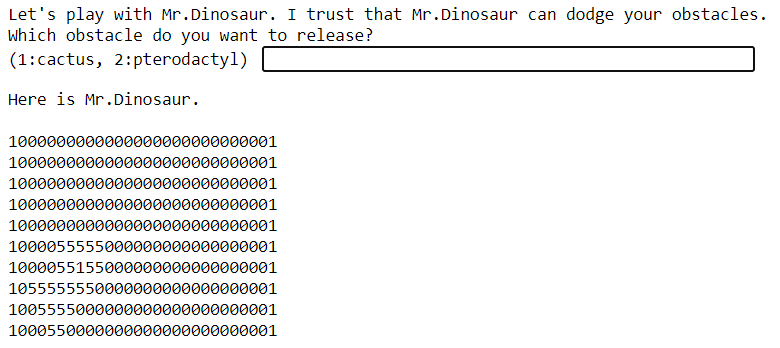 Let's play with Mr.Dinosaur. I trust that Mr.Dinosaur can dodge your obstacles.
Which obstacle do you want to release?
(1:cactus, 2:pterodactyl)
Here is Mr.Dinosaur.
1000000000000000000000000001
1000000000000000000000000001
1000000000000000000000000001
1000000000000000000000000001
1000000000000000000000000001
1000055555000000000000000001
1000055155000000000000000001
1055555550000000000000000001
1005555000000000000000000001
1000550000000000000000000001